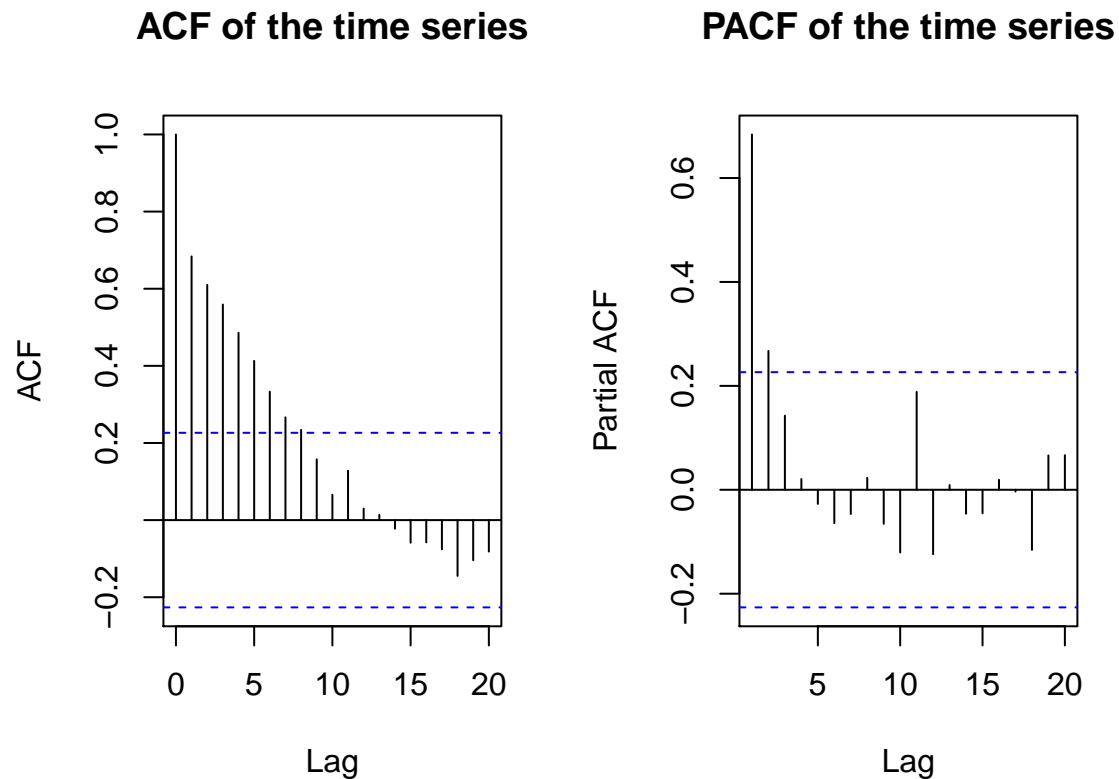 ACF of the time series
ACF
1.0
0.8
0.6
0.4
0.2
−0.2
0 5 10 15 20
Lag
PACF of the time series
Partial ACF
0.6
0.4
0.2
0.0
−0.2
5 10 15 20
Lag